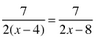 7/(2(x−4)) = 7/(2x−8)